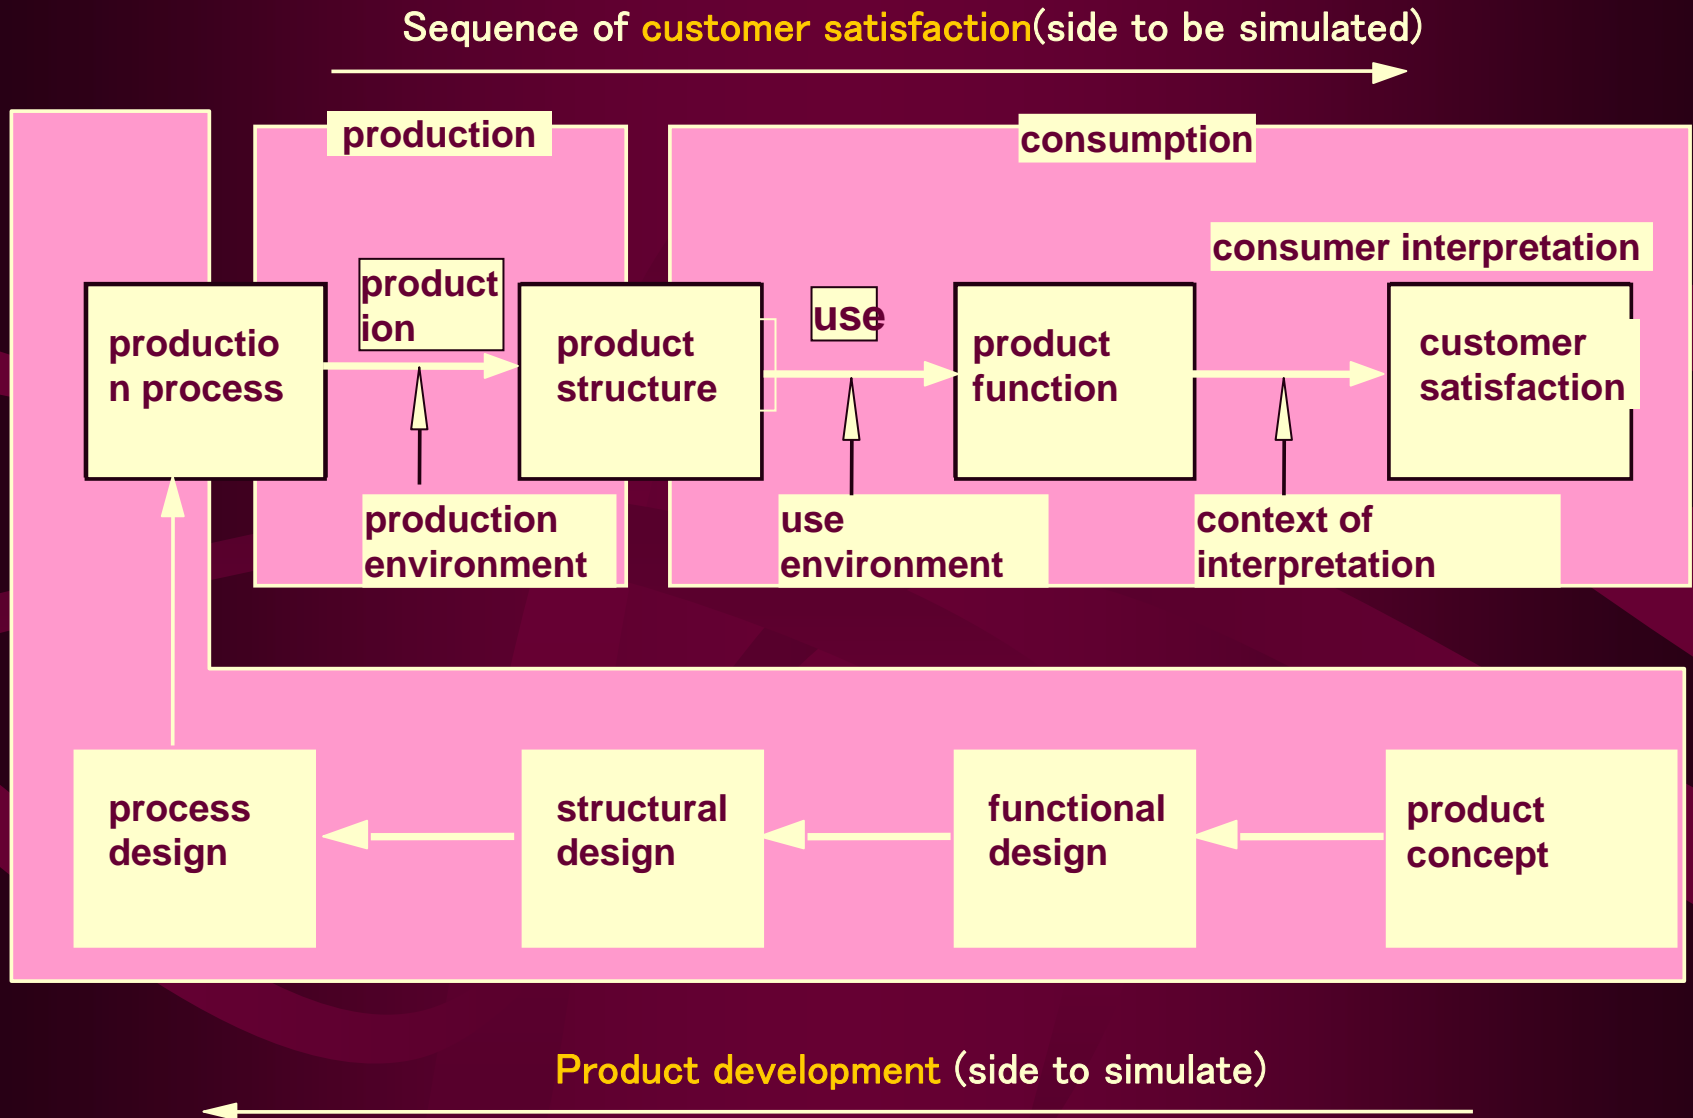 Sequence of customer satisfaction(side to be simulated)
production
consumption
consumer interpretation
product
ion
use
productio
n process
product
structure
product
function
customer
satisfaction
production
environment
use
environment
context of
interpretation
process
design
structural
design
functional
design
product
concept
Product development (side to simulate)